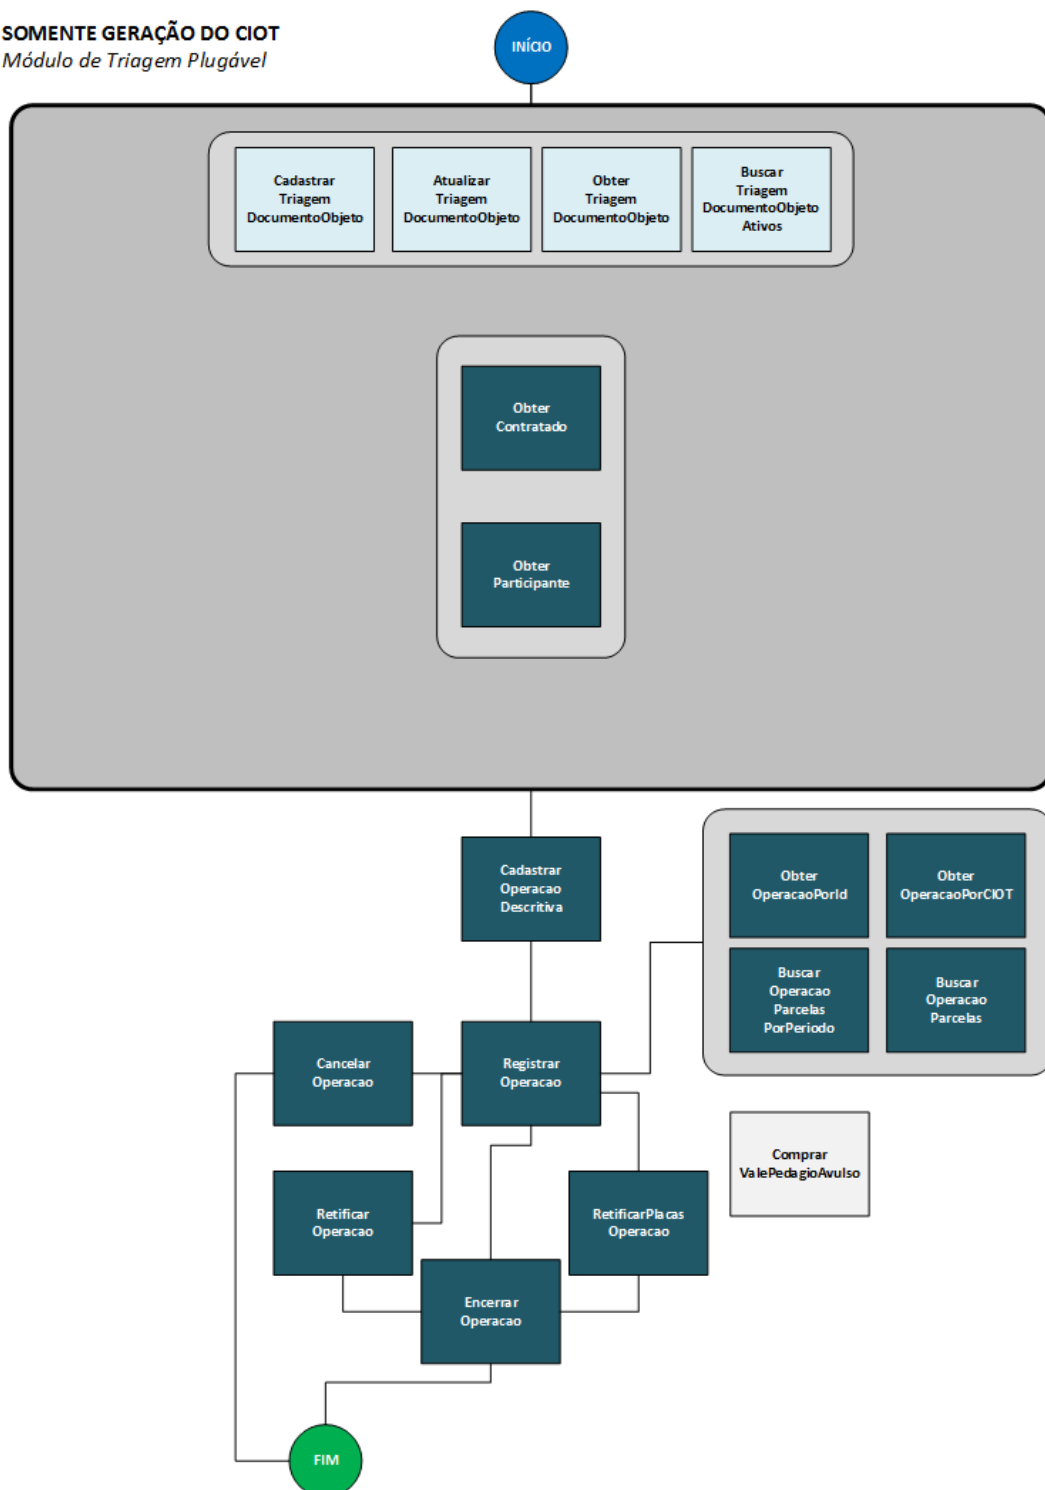 SOMENTE GERAÇÃO DO CIOT
Módulo de Triagem Plugável
INÍCIO
Cadastrar
Triagem
DocumentoObjeto
Atualizar
Triagem
DocumentoObjeto
Obter
Triagem
DocumentoObjeto
Buscar
Triagem
DocumentoObjeto
Ativos
Obter
Contratado
Obter
Participante
Cadastrar
Operacao
Descritiva
Obter
OperacaoPorId
Obter
OperacaoPorCIOT
Buscar
Operacao
Parcelas
PorPeriodo
Buscar
Operacao
Parcelas
Cancelar
Operacao
Registrar
Operacao
Comprar
ValePedagioAvulso
Retificar
Operacao
RetificarPlacas
Operacao
Encerrar
Operacao
FIM